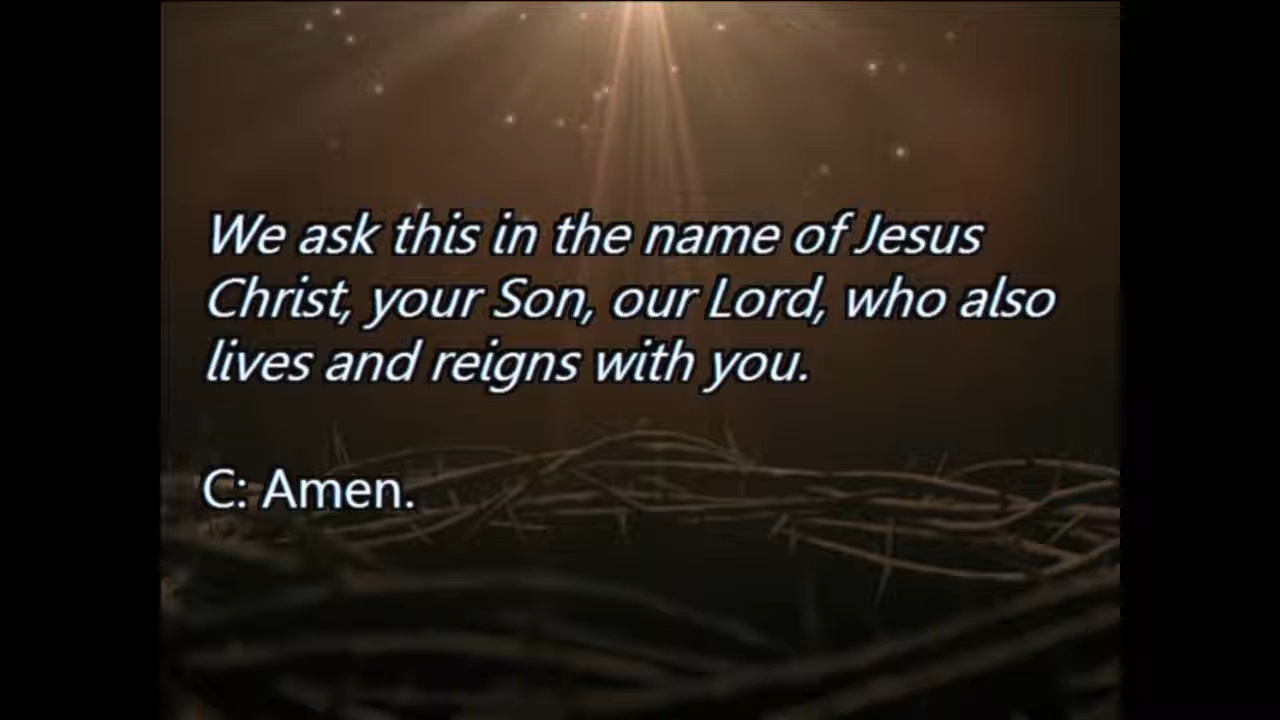 We ask this in the name of Jesus
Christ, your Son, our Lord, who also
lives and reigns with you.
C: Amen.